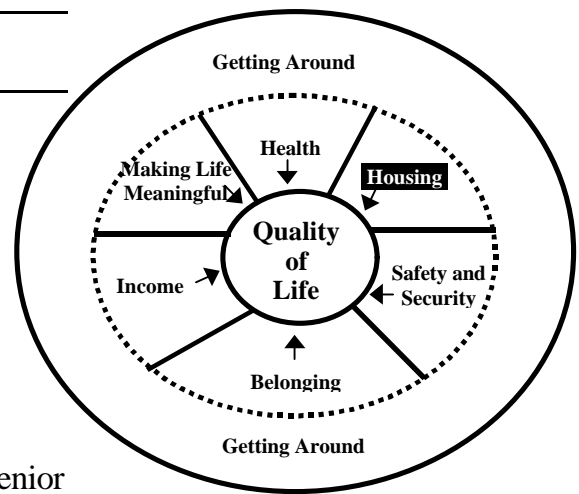 Getting Around
Health
Making Life
Meaningful
Housing
Quality
of
Life
Income
Safety and
Security
Belonging
Getting Around
enior